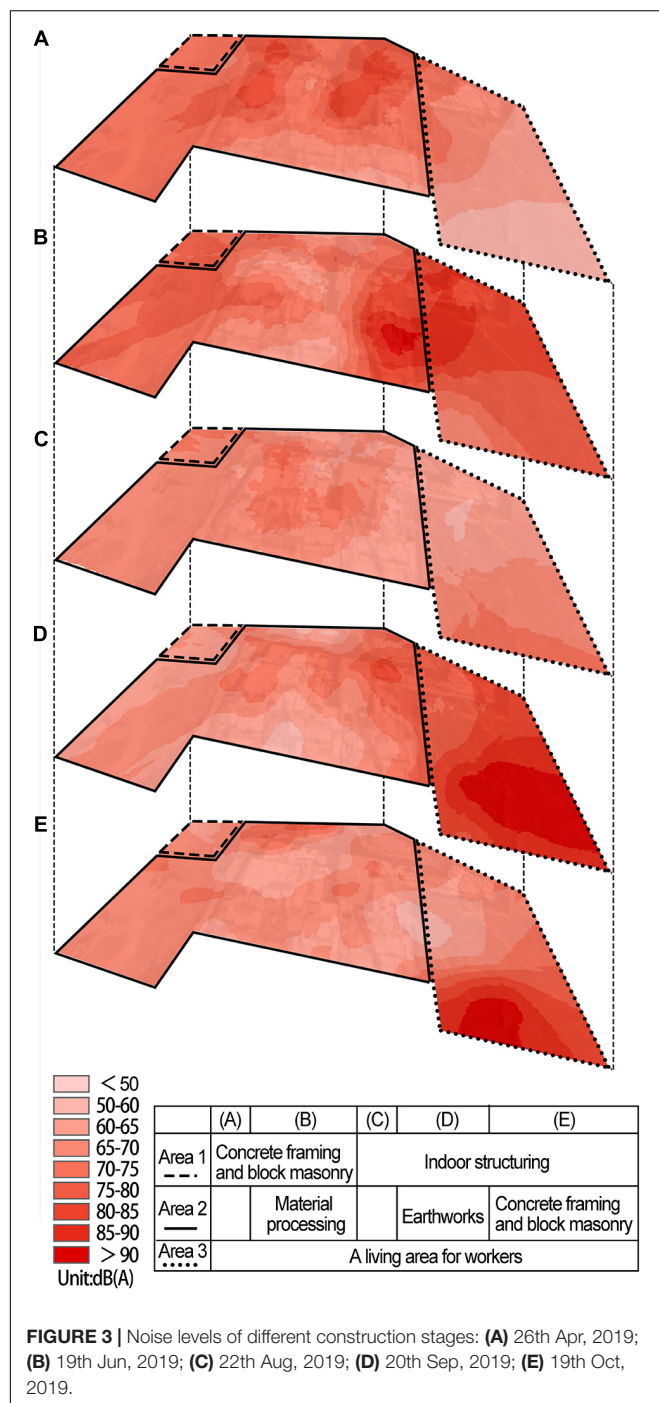 A
B
C
D
E
< 50
50-60
60-65
65-70
70-75
75-80
80-85
85-90
> 90
Unit:dB(A)
(A) (B) (C) (D) (E)
Area 1 Concrete framing and block masonry Indoor structuring
Area 2 Material processing Earthworks Concrete framing and block masonry
Area 3 A living area for workers
FIGURE 3 | Noise levels of different construction stages: (A) 26th Apr, 2019;
(B) 19th Jun, 2019; (C) 22th Aug, 2019; (D) 20th Sep, 2019; (E) 19th Oct,
2019.